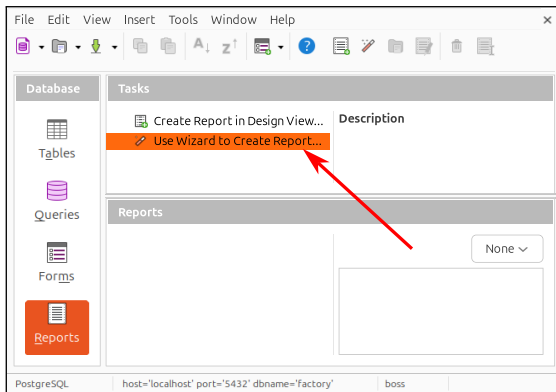 File Edit View Insert Tools Window Help
Database
Tasks
Create Report in Design View...
Use Wizard to Create Report...
Description
Tables
Queries
Forms
Reports
Reports
None
PostgreSQL host='localhost' port='5432' dbname='factory' boss